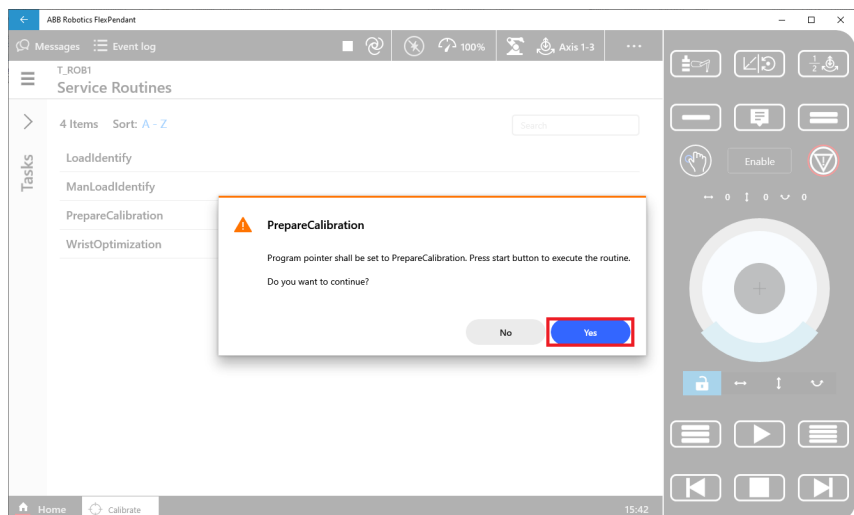 ABB Robotics FlexPendant
Messages Event log 100% Axis 1-3 ...
T_ROB1
Service Routines
4 Items Sort: A - Z Search
Tasks
LoadIdentify
ManLoadIdentify
PrepareCalibration
WristOptimization
PrepareCalibration
Program pointer shall be set to PrepareCalibration. Press start button to execute the routine.
Do you want to continue?
No Yes
1
2
Enable
0 0 0
Home Calibrate 15:42